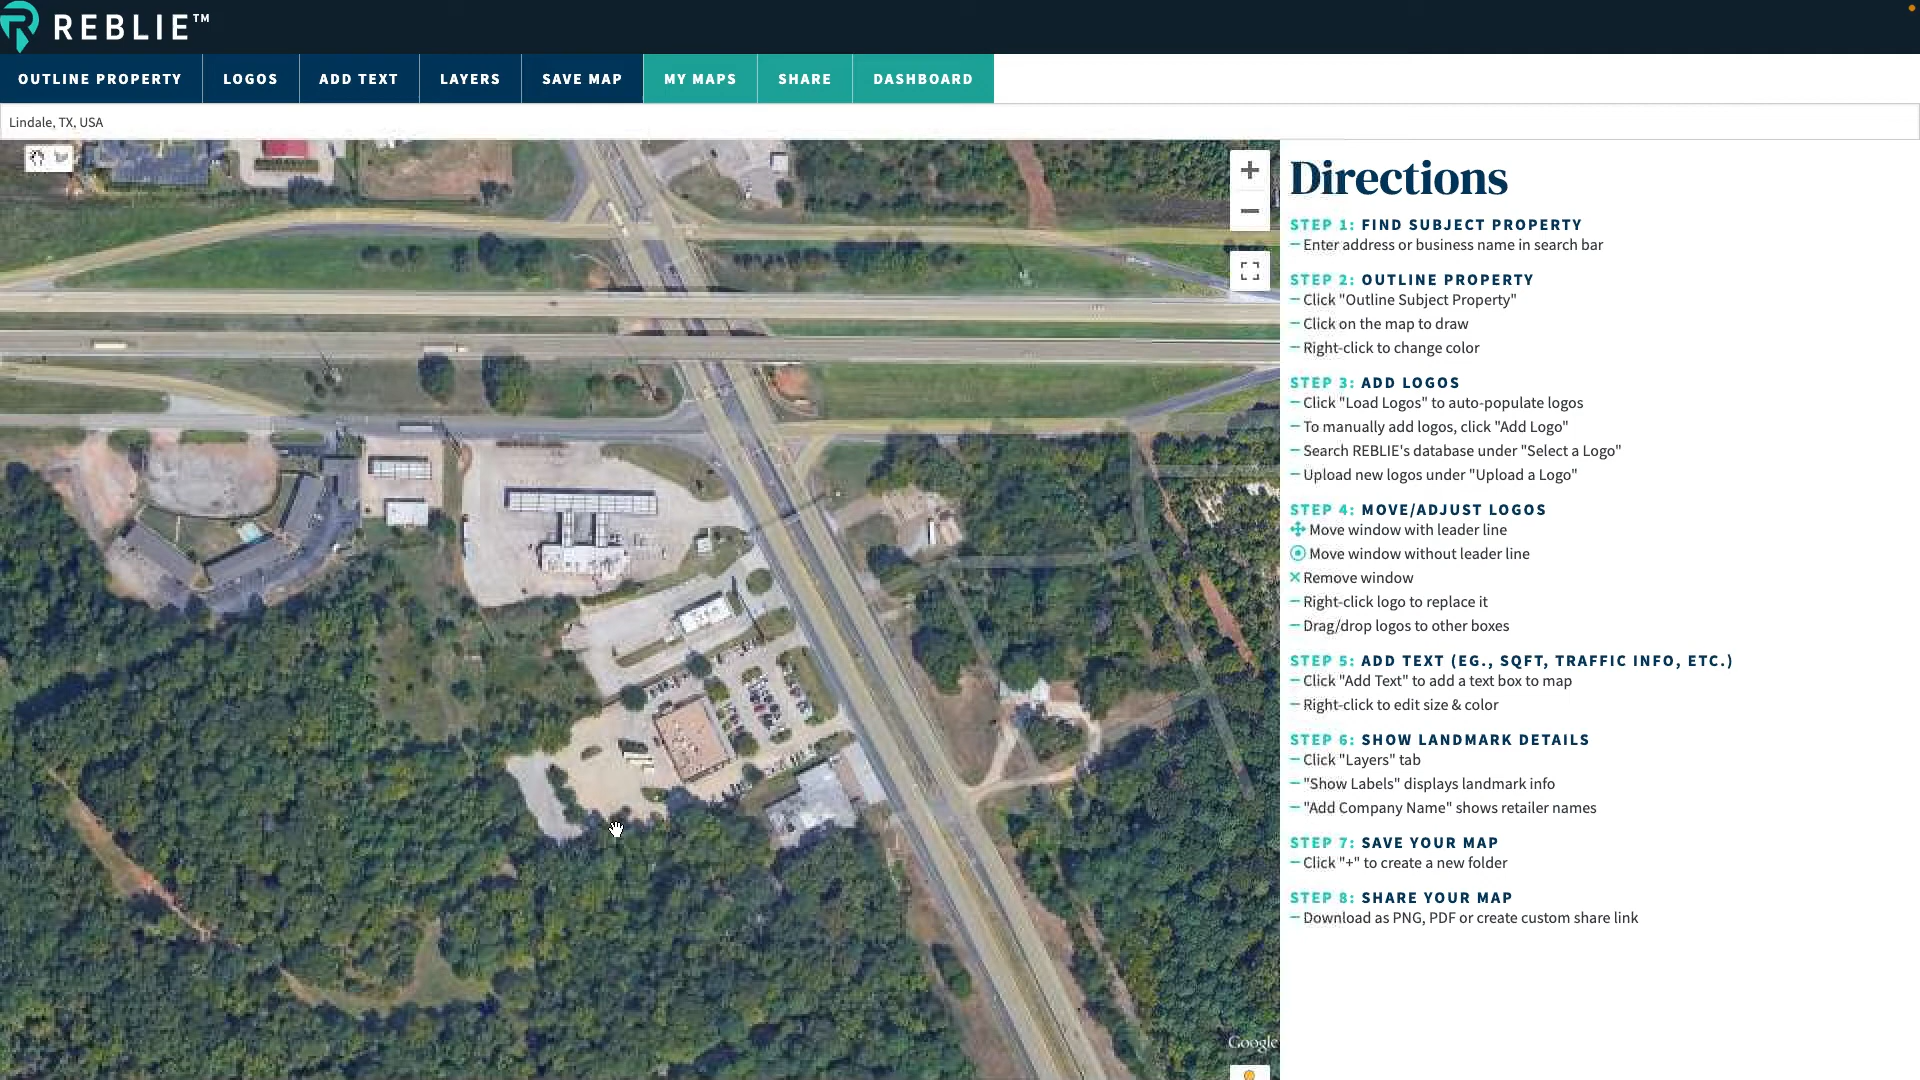 REBLIE™
OUTLINE PROPERTY
LOGOS
ADD TEXT
LAYERS
SAVE MAP
MY MAPS
SHARE
DASHBOARD
Lindale, TX, USA
Directions
STEP 1: FIND SUBJECT PROPERTY
Enter address or business name in search bar
STEP 2: OUTLINE PROPERTY
Click "Outline Subject Property"
Click on the map to draw
Right-click to change color
STEP 3: ADD LOGOS
Click "Load Logos" to auto-populate logos
To manually add logos, click "Add Logo"
Search REBLIE's database under "Select a Logo"
Upload new logos under "Upload a Logo"
STEP 4: MOVE/ADJUST LOGOS
Move window with leader line
Move window without leader line
Remove window
Right-click logo to replace it
Drag/drop logos to other boxes
STEP 5: ADD TEXT (EG., SQFT, TRAFFIC INFO, ETC.)
Click "Add Text" to add a text box to map
Right-click to edit size & color
STEP 6: SHOW LANDMARK DETAILS
Click "Layers" tab
"Show Labels" displays landmark info
"Add Company Name" shows retailer names
STEP 7: SAVE YOUR MAP
Click "+" to create a new folder
STEP 8: SHARE YOUR MAP
Download as PNG, PDF or create custom share link
Google